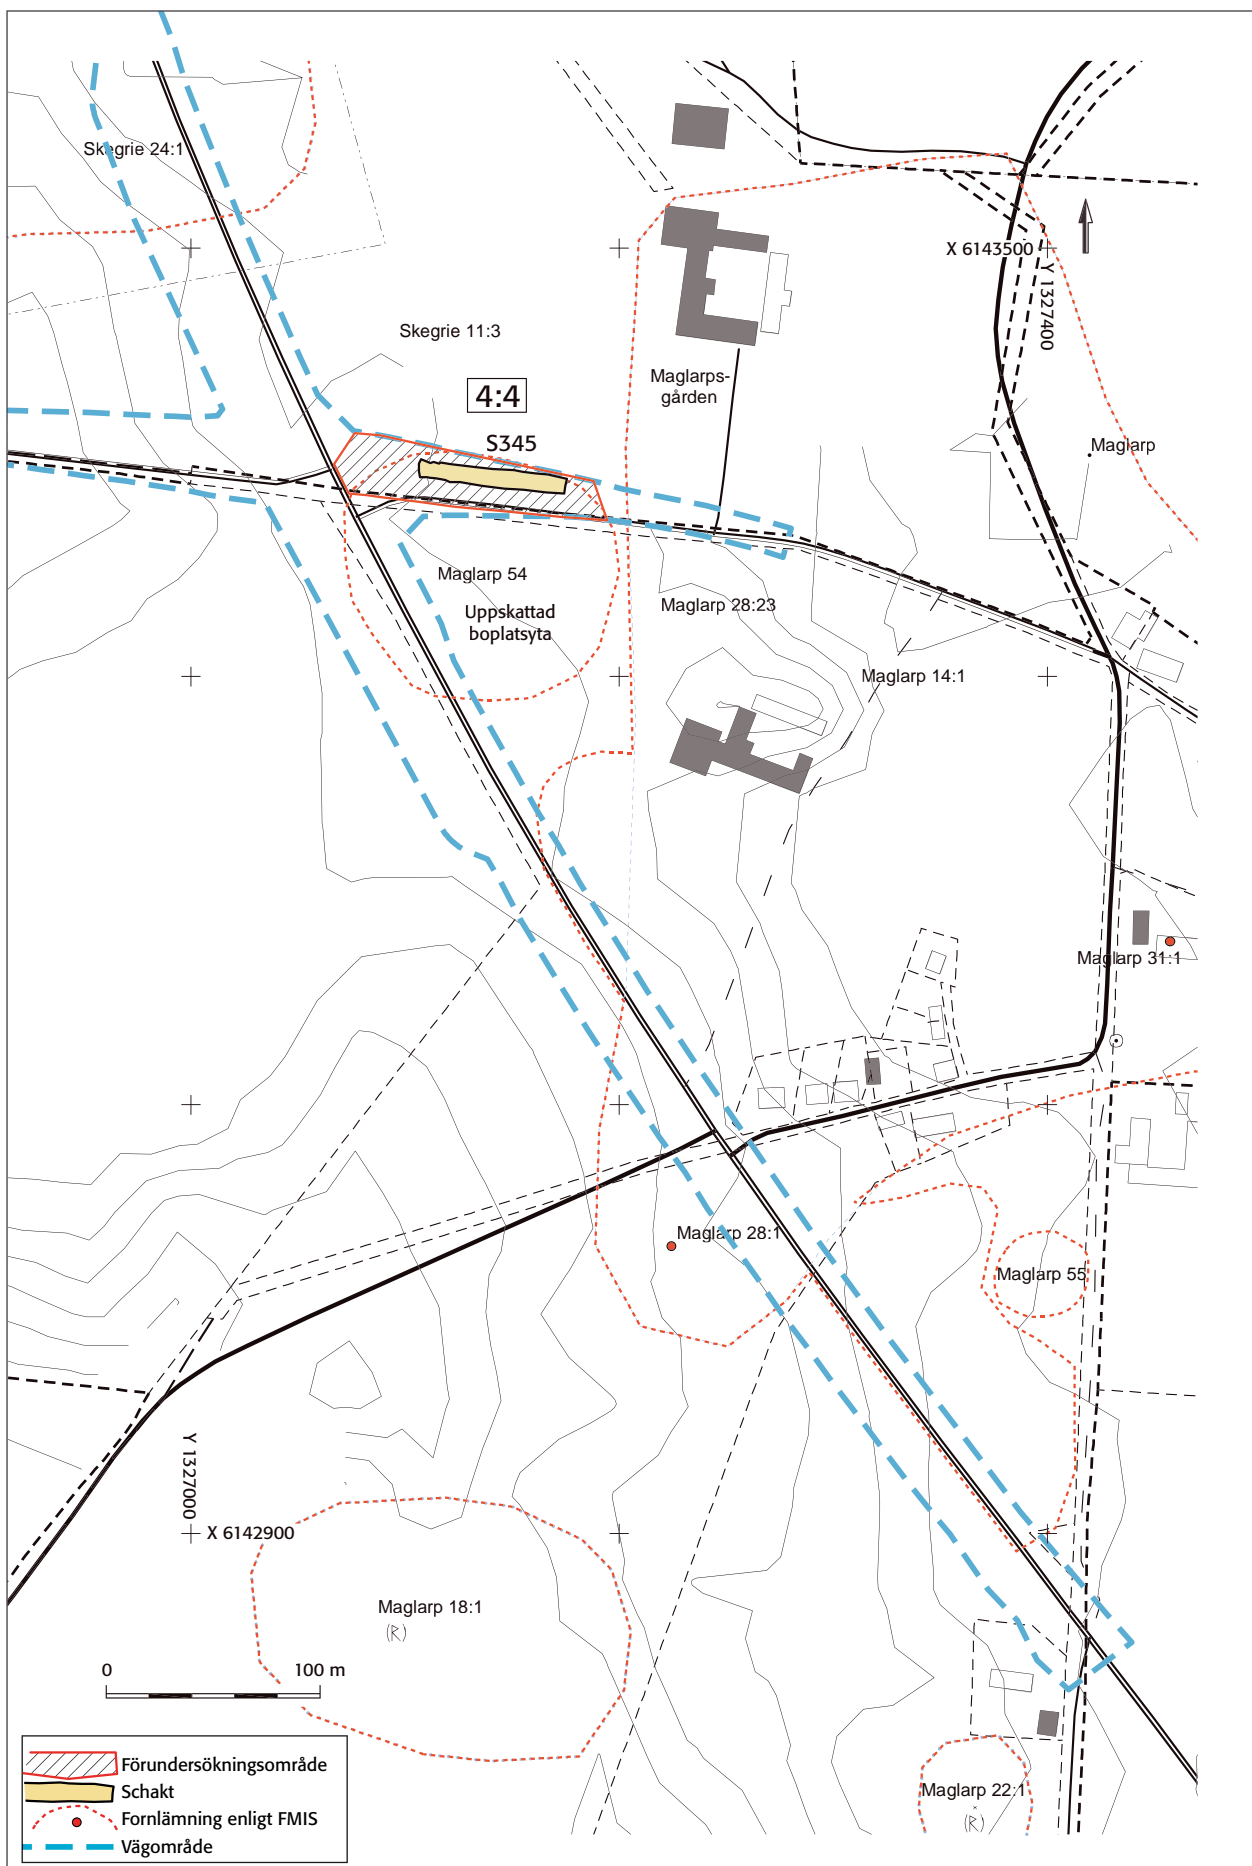 Skegrie 24:1
X 6143500
Y 1327400
Skegrie 11:3
Maglarps-
gården
4:4
S345
Maglarp
Maglarp 54
Uppskattad
boplatsyta
Maglarp 28:23
Maglarp 14:1
Maglarp 31:1
Maglarp 28:1
Maglarp 55
Y 1327000
X 6142900
Maglarp 18:1
(R)
0 100 m
Maglarp 22:1
(R)
Förundersökningsområde
Schakt
Fornlämning enligt FMIS
Vägområde